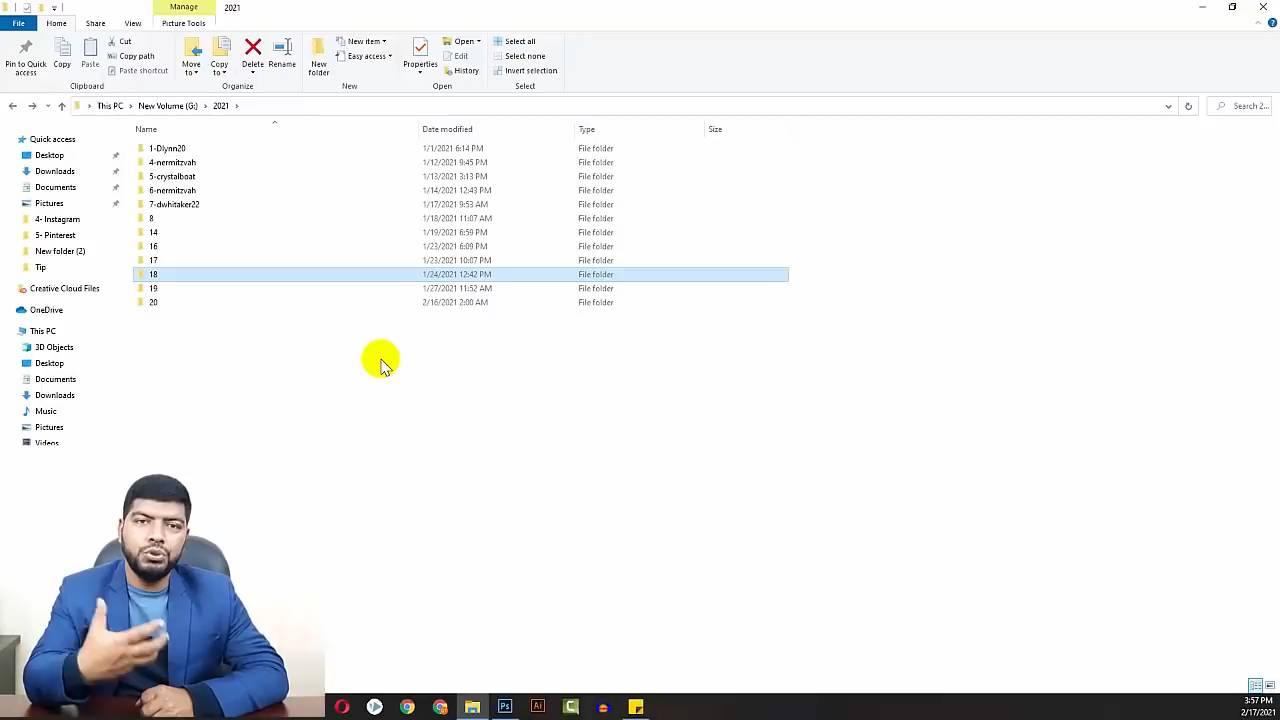 Manage
2021
File
Home
Share
View
Picture Tools
Pin to Quick access
Copy
Paste
Cut
Copy path
Paste shortcut
Clipboard
Move to
Copy to
Delete
Rename
Organize
New folder
New item
Easy access
New
Properties
Open
Edit
History
Open
Select all
Select none
Invert selection
Select
This PC
New Volume (G:)
2021
Search 2...
Name
Date modified
Type
Size
1-Dlynn20 1/1/2021 6:14 PM File folder
4-nermitzvah 1/12/2021 9:45 PM File folder
5-crystalboat 1/13/2021 3:13 PM File folder
6-nermitzvah 1/14/2021 12:43 PM File folder
7-dwhitaker22 1/17/2021 9:53 AM File folder
8 1/18/2021 11:07 AM File folder
14 1/19/2021 6:59 PM File folder
16 1/23/2021 6:09 PM File folder
17 1/23/2021 10:07 PM File folder
18 1/24/2021 12:42 PM File folder
19 1/27/2021 11:52 AM File folder
20 2/16/2021 2:00 AM File folder
Quick access
Desktop
Downloads
Documents
Pictures
4- Instagram
5- Pinterest
New folder (2)
Tip
Creative Cloud Files
OneDrive
This PC
3D Objects
Desktop
Documents
Downloads
Music
Pictures
Videos
Ps
Ai
3:57 PM
2/17/2021